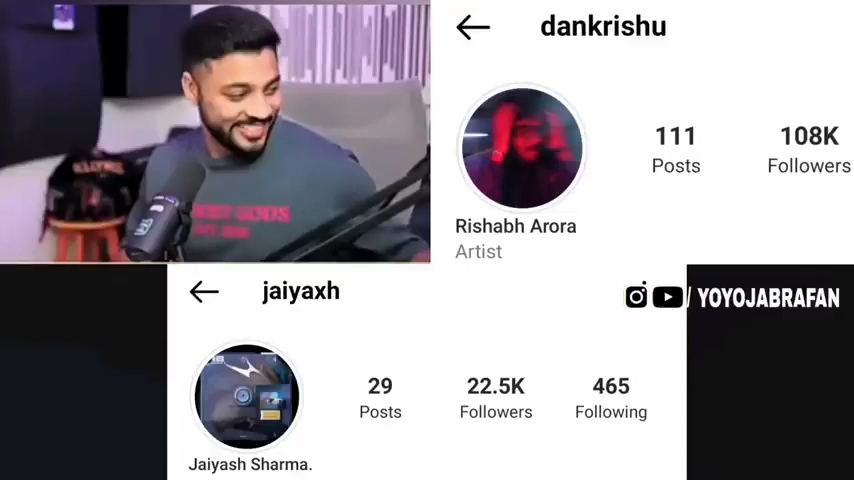 dankrishu
111
108K
Posts
Followers
Rishabh Arora
Artist
jaiyaxh
/ YOYOJABRAFAN
29
22.5K
465
Posts
Followers
Following
Jaiyash Sharma.